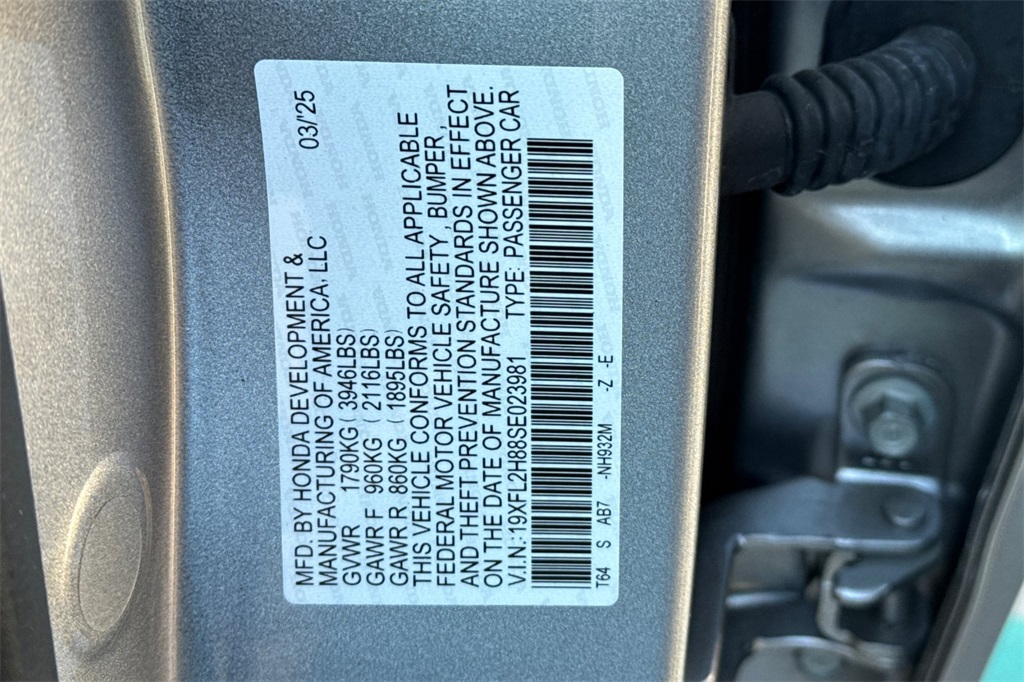 MFD. BY HONDA DEVELOPMENT & 03/'25
MANUFACTURING OF AMERICA, LLC
GVWR 1790KG ( 3946LBS)
GAWR F 960KG ( 2116LBS)
GAWR R 860KG ( 1895LBS)
THIS VEHICLE CONFORMS TO ALL APPLICABLE
FEDERAL MOTOR VEHICLE SAFETY, BUMPER,
AND THEFT PREVENTION STANDARDS IN EFFECT
ON THE DATE OF MANUFACTURE SHOWN ABOVE.
V.I.N.: 19XFL2H88SE023981 TYPE: PASSENGER CAR
T64 S AB7 -NH932M -Z -E